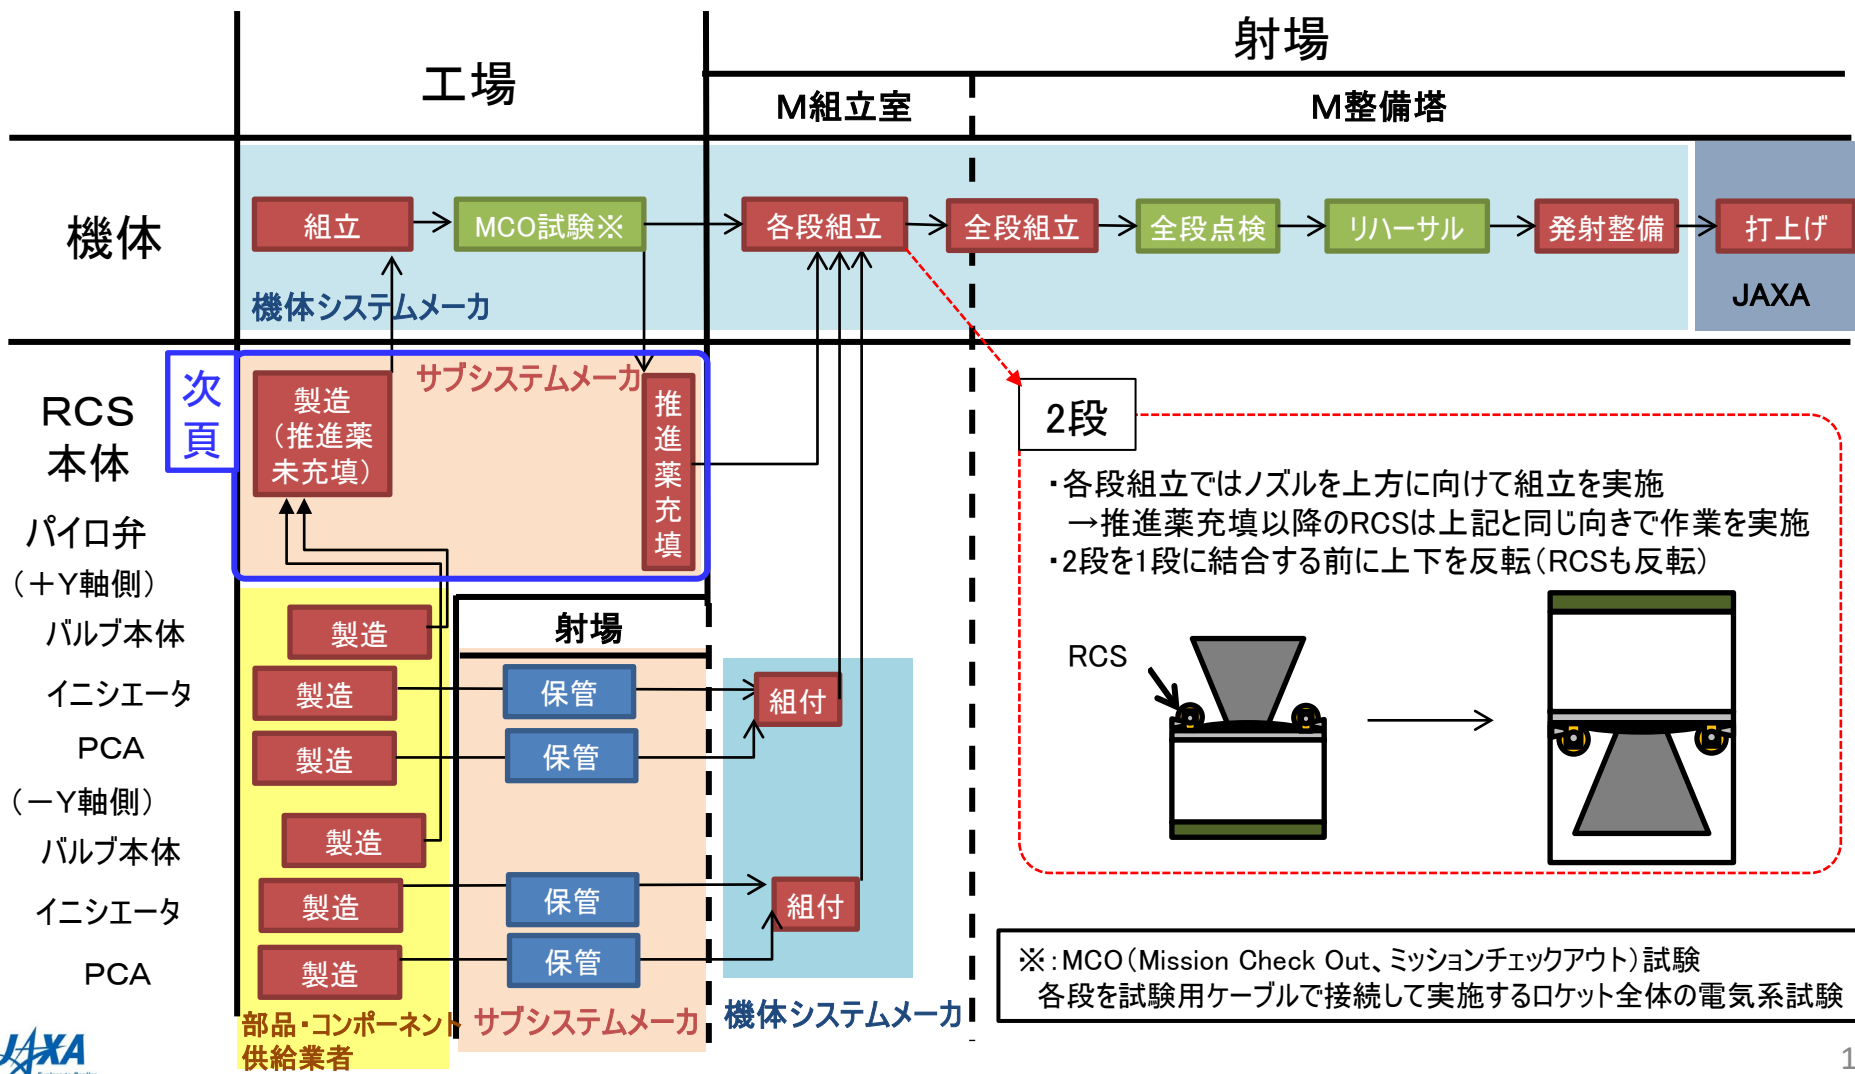 工場
射場
M組立室
M整備塔
機体
組立
MCO試験※
各段組立
全段組立
全段点検
リハーサル
発射整備
打上げ
機体システムメーカ
JAXA
次
頁
サブシステムメーカ
RCS
本体
製造
（推進薬
未充填）
推
進
薬
充
填
2段
・各段組立ではノズルを上方に向けて組立を実施
→推進薬充填以降のRCSは上記と同じ向きで作業を実施
・2段を1段に結合する前に上下を反転（RCSも反転）
RCS
パイロ弁
（＋Y軸側）
バルブ本体
製造
射場
イニシエータ
製造
保管
組付
PCA
製造
保管
（－Y軸側）
バルブ本体
製造
イニシエータ
製造
保管
組付
PCA
製造
保管
部品・コンポーネント
供給業者
サブシステムメーカ
機体システムメーカ
※：MCO（Mission Check Out、ミッションチェックアウト）試験
各段を試験用ケーブルで接続して実施するロケット全体の電気系試験
JAXA
1